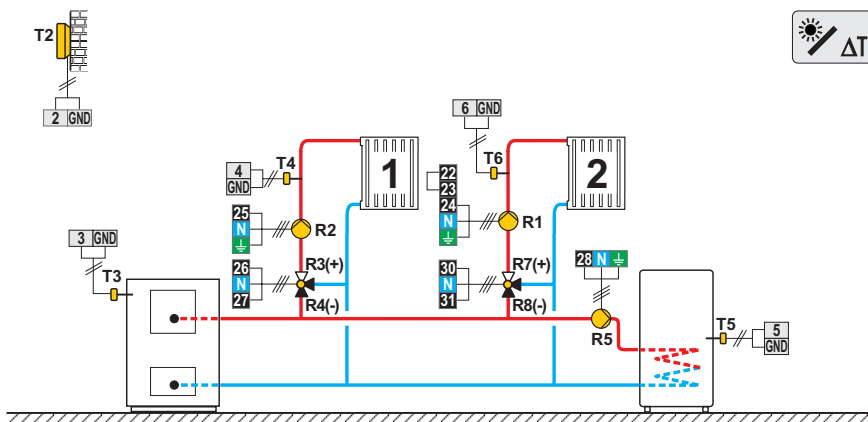 T2
2 GND
ΔT
6 GND
T6
4
GND
T4
1
2
22
23
24
N
R1
25
N
R2
3 GND
T3
26
N
27
R3(+)
R4(-)
30
N
31
R7(+)
R8(-)
28 N
R5
T5
5
GND